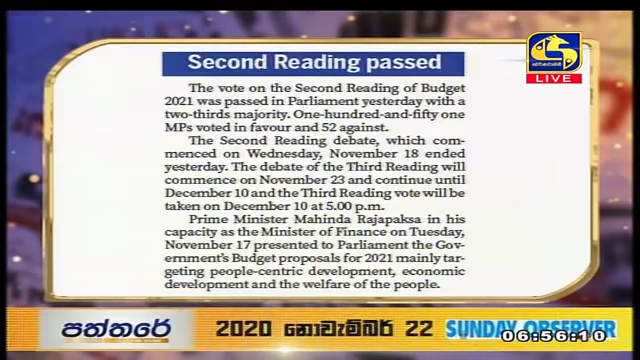 Second Reading passed
The vote on the Second Reading of Budget
2021 was passed in Parliament yesterday with a
two-thirds majority. One-hundred-and-fifty one
MPs voted in favour and 52 against.
The Second Reading debate, which com-
menced on Wednesday, November 18 ended
yesterday. The debate of the Third Reading will
commence on November 23 and continue until
December 10 and the Third Reading vote will be
taken on December 10 at 5.00 p.m.
Prime Minister Mahinda Rajapaksa in his
capacity as the Minister of Finance on Tuesday,
November 17 presented to Parliament the Gov-
ernment's Budget proposals for 2021 mainly tar-
geting people-centric development, economic
development and the welfare of the people.
LIVE
පත්තරේ
2020 නොවැම්බර් 22
SUNDAY OBSERVER
06:56:10